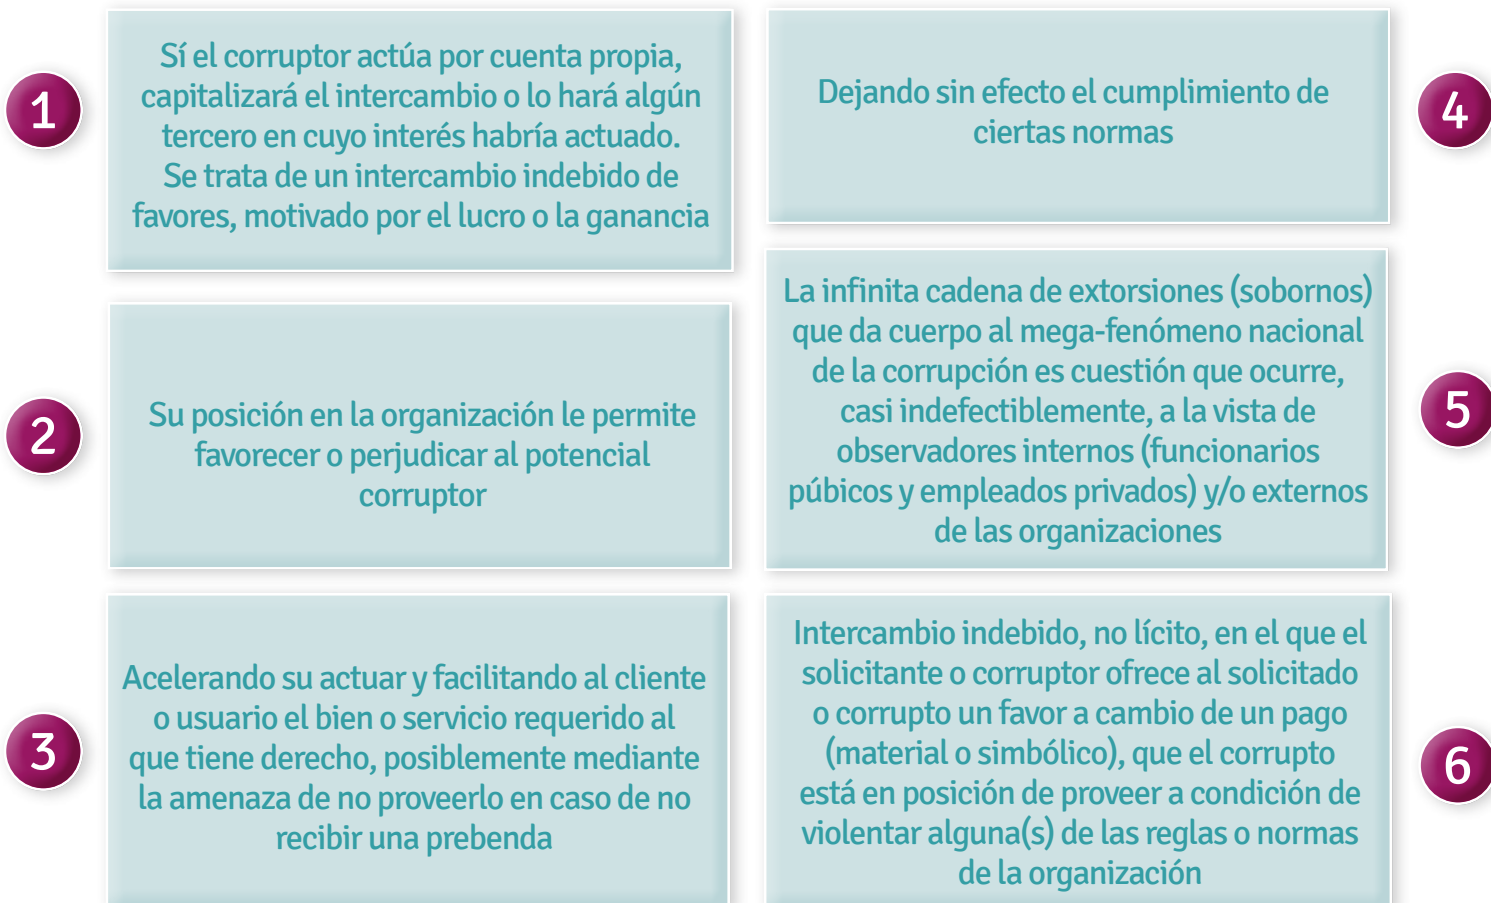 1
Sí el corruptor actúa por cuenta propia,
capitalizará el intercambio o lo hará algún
tercero en cuyo interés habría actuado.
Se trata de un intercambio indebido de
favores, motivado por el lucro o la ganancia
2
Su posición en la organización le permite
favorecer o perjudicar al potencial
corruptor
3
Acelerando su actuar y facilitando al cliente
o usuario el bien o servicio requerido al
que tiene derecho, posiblemente mediante
la amenaza de no proveerlo en caso de no
recibir una prebenda
4
Dejando sin efecto el cumplimiento de
ciertas normas
5
La infinita cadena de extorsiones (sobornos)
que da cuerpo al mega-fenómeno nacional
de la corrupción es cuestión que ocurre,
casi indefectiblemente, a la vista de
observadores internos (funcionarios
púbicos y empleados privados) y/o externos
de las organizaciones
6
Intercambio indebido, no lícito, en el que el
solicitante o corruptor ofrece al solicitado
o corrupto un favor a cambio de un pago
(material o simbólico), que el corrupto
está en posición de proveer a condición de
violentar alguna(s) de las reglas o normas
de la organización